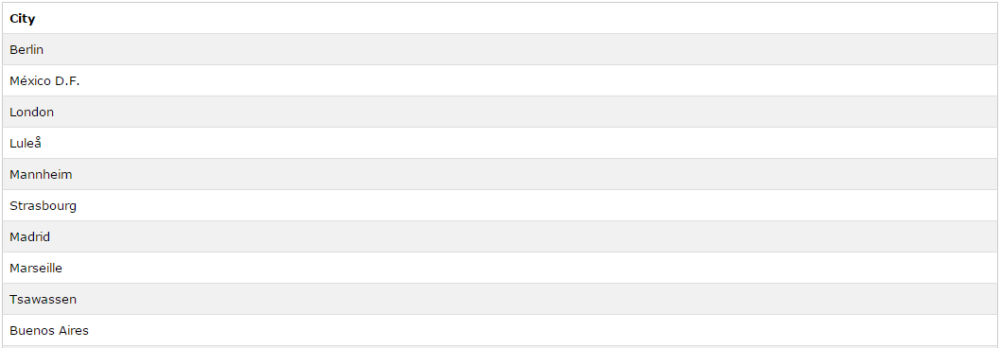 City
Berlin
México D.F.
London
Luleå
Mannheim
Strasbourg
Madrid
Marseille
Tsawassen
Buenos Aires